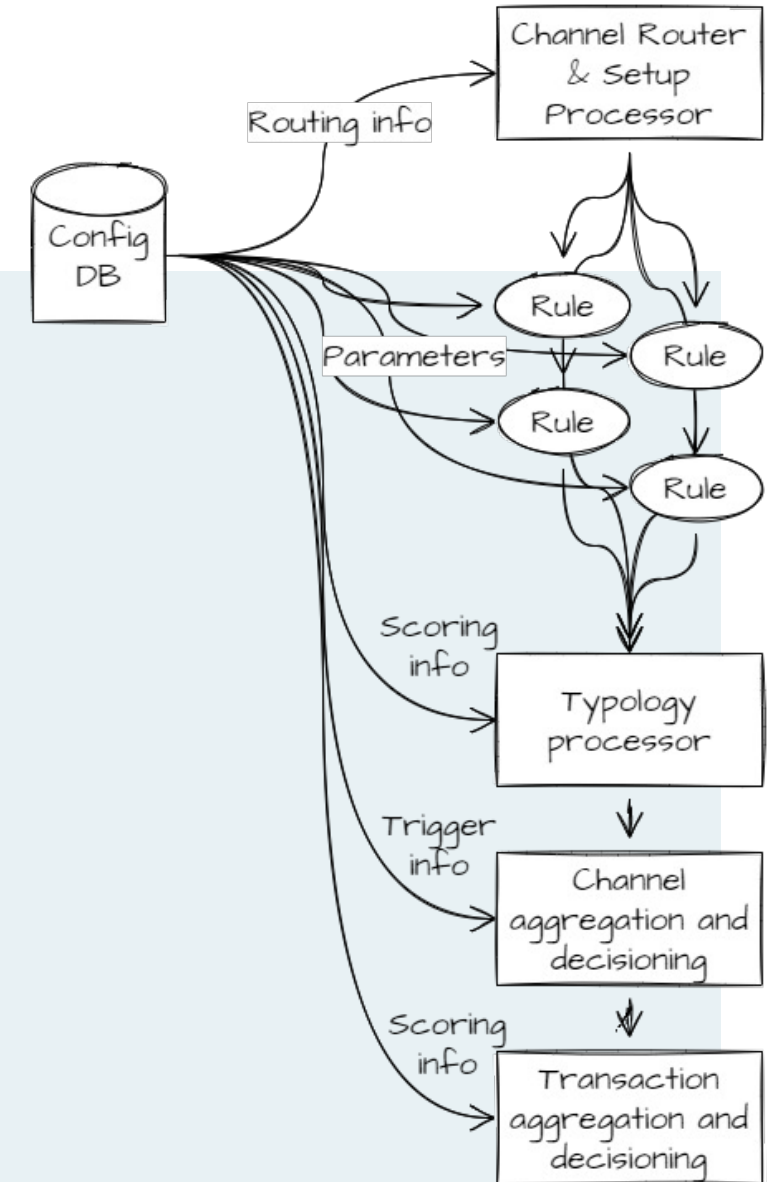 Channel Router
& Setup
Processor
Routing info
Config
DB
Rule
Rule
Parameters
Rule
Rule
Scoring
info
Typology
processor
Trigger
info
Channel
aggregation and
decisioning
Scoring
info
Transaction
aggregation and
decisioning